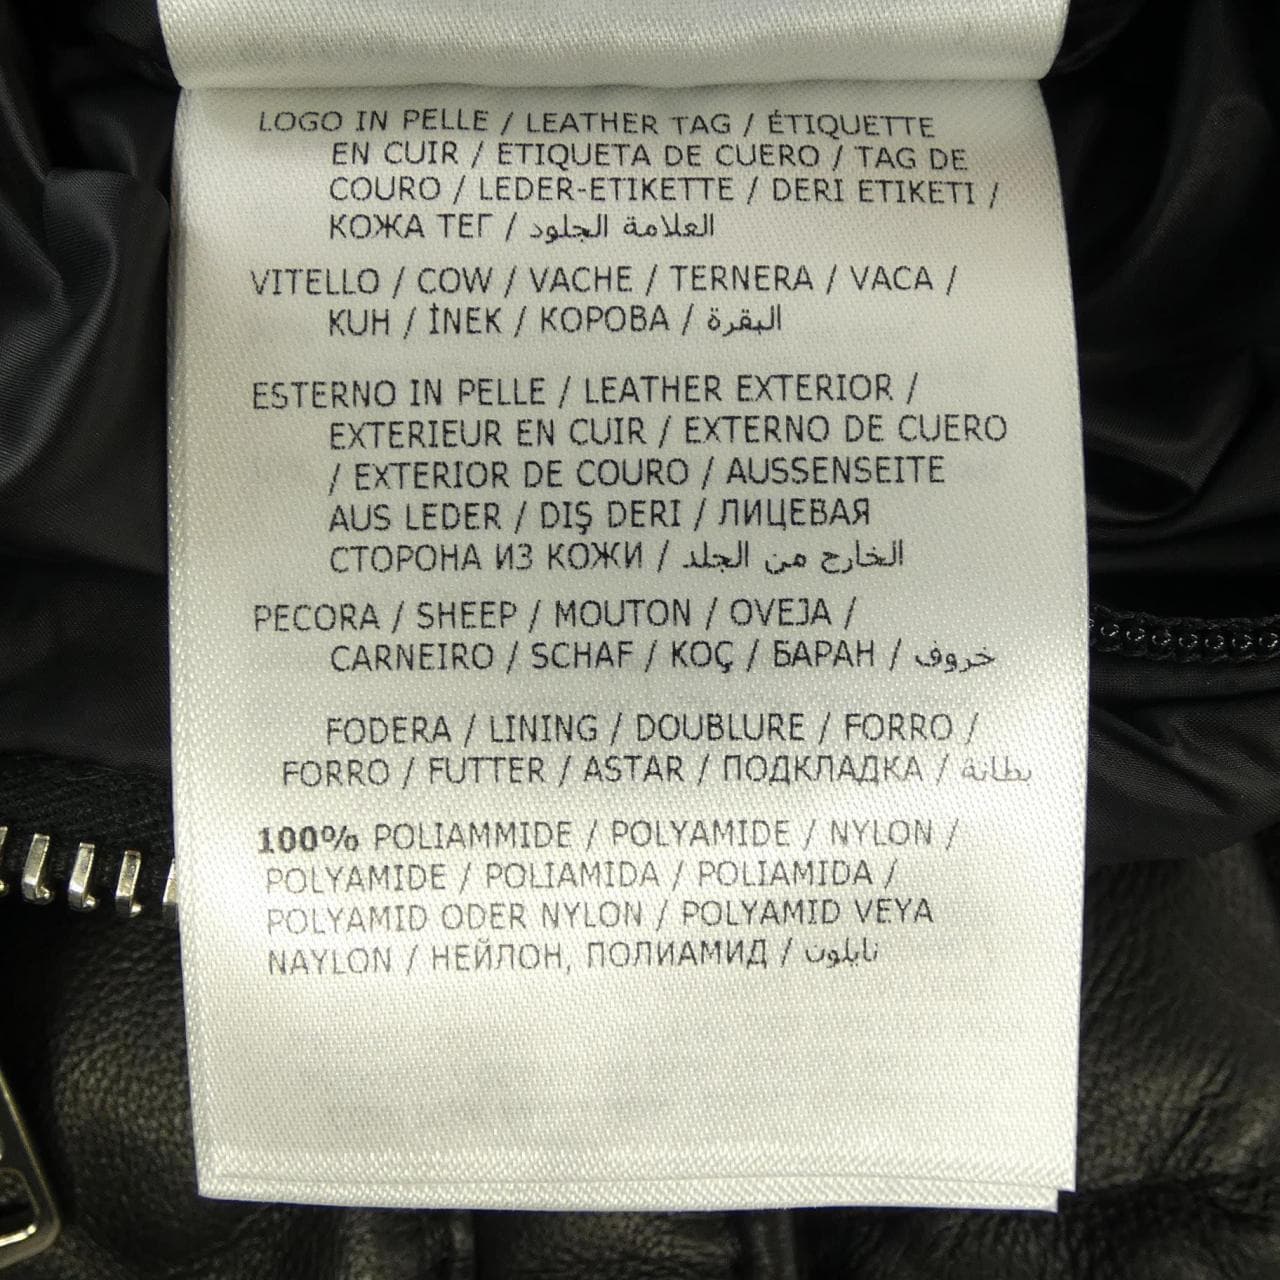 LOGO IN PELLE / LEATHER TAG / ÉTIQUETTE
EN CUIR / ETIQUETA DE CUERO / TAG DE
COURO / LEDER-ETIKETTE / DERI ETIKETI /
КОЖА ТЕГ / العلامة الجلود
VITELLO / COW / VACHE / TERNERA / VACA /
KUH / İNEK / КОРОВА / البقرة
ESTERNO IN PELLE / LEATHER EXTERIOR /
EXTERIEUR EN CUIR / EXTERNO DE CUERO
/ EXTERIOR DE COURO / AUSSENSEITE
AUS LEDER / DIŞ DERI / ЛИЦЕВАЯ
СТОРОНА ИЗ КОЖИ / الخارج من الجلد
PECORA / SHEEP / MOUTON / OVEJA /
CARNEIRO / SCHAF / KOÇ / БАРАН / خروف
FODERA / LINING / DOUBLURE / FORRO /
FORRO / FUTTER / ASTAR / ПОДКЛАДКА / بطانة
100% POLIAMMIDE / POLYAMIDE / NYLON /
POLYAMIDE / POLIAMIDA / POLIAMIDA /
POLYAMID ODER NYLON / POLYAMID VEYA
NAYLON / НЕЙЛОН, ПОЛИАМИД / نايلون